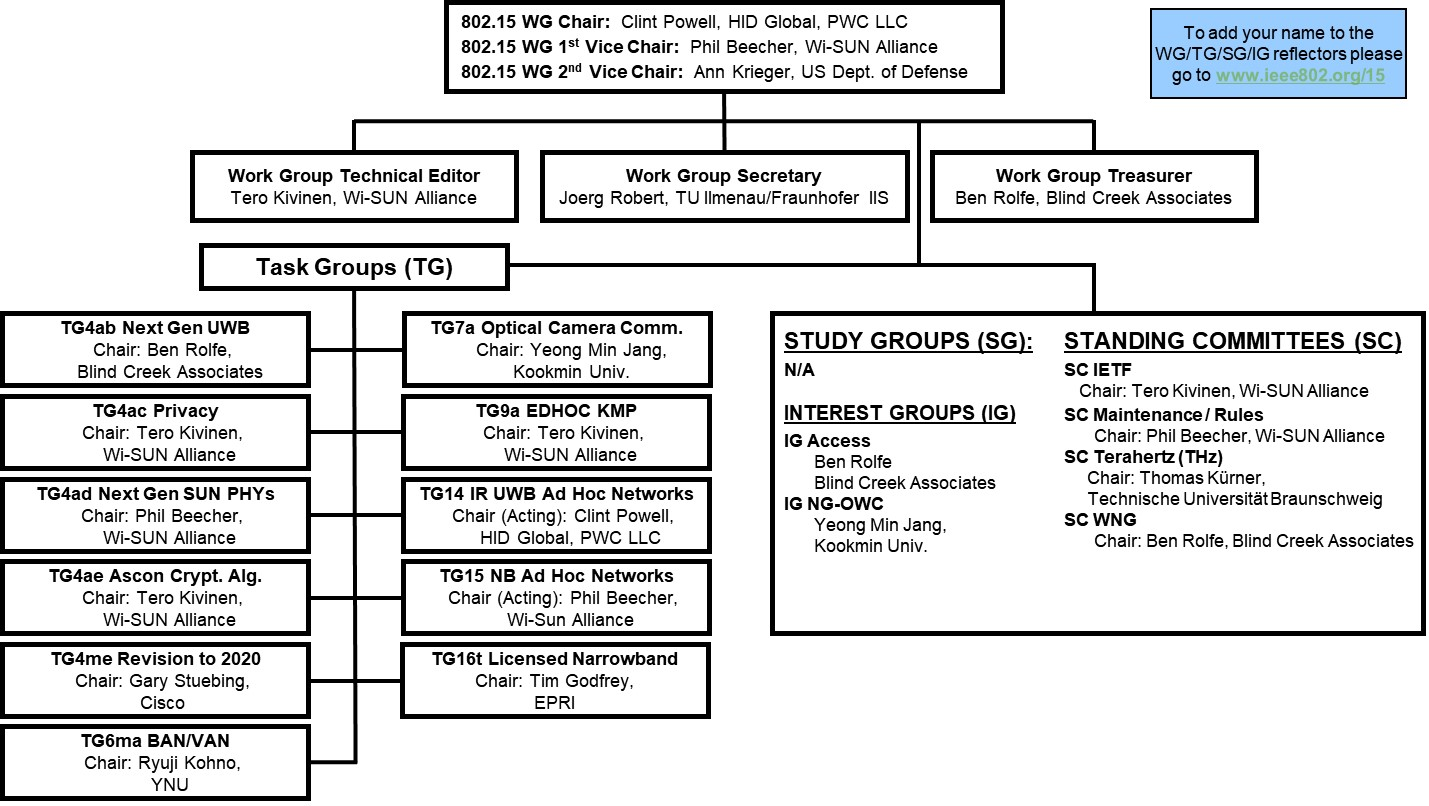 802.15 WG Chair: Clint Powell, HID Global, PWC LLC
802.15 WG 1st Vice Chair: Phil Beecher, Wi-SUN Alliance
802.15 WG 2nd Vice Chair: Ann Krieger, US Dept. of Defense
To add your name to the
WG/TG/SG/IG reflectors please
go to www.ieee802.org/15
Work Group Technical Editor
Tero Kivinen, Wi-SUN Alliance
Work Group Secretary
Joerg Robert, TU Ilmenau/Fraunhofer IIS
Work Group Treasurer
Ben Rolfe, Blind Creek Associates
Task Groups (TG)
TG4ab Next Gen UWB
Chair: Ben Rolfe,
Blind Creek Associates
TG4ac Privacy
Chair: Tero Kivinen,
Wi-SUN Alliance
TG4ad Next Gen SUN PHYs
Chair: Phil Beecher,
Wi-SUN Alliance
TG4ae Ascon Crypt. Alg.
Chair: Tero Kivinen,
Wi-SUN Alliance
TG4me Revision to 2020
Chair: Gary Stuebing,
Cisco
TG6ma BAN/VAN
Chair: Ryuji Kohno,
YNU
TG7a Optical Camera Comm.
Chair: Yeong Min Jang,
Kookmin Univ.
TG9a EDHOC KMP
Chair: Tero Kivinen,
Wi-SUN Alliance
TG14 IR UWB Ad Hoc Networks
Chair (Acting): Clint Powell,
HID Global, PWC LLC
TG15 NB Ad Hoc Networks
Chair (Acting): Phil Beecher,
Wi-Sun Alliance
TG16t Licensed Narrowband
Chair: Tim Godfrey,
EPRI
STUDY GROUPS (SG):
N/A
INTEREST GROUPS (IG)
IG Access
Ben Rolfe
Blind Creek Associates
IG NG-OWC
Yeong Min Jang,
Kookmin Univ.
STANDING COMMITTEES (SC)
SC IETF
Chair: Tero Kivinen, Wi-SUN Alliance
SC Maintenance / Rules
Chair: Phil Beecher, Wi-SUN Alliance
SC Terahertz (THz)
Chair: Thomas Kürner,
Technische Universität Braunschweig
SC WNG
Chair: Ben Rolfe, Blind Creek Associates